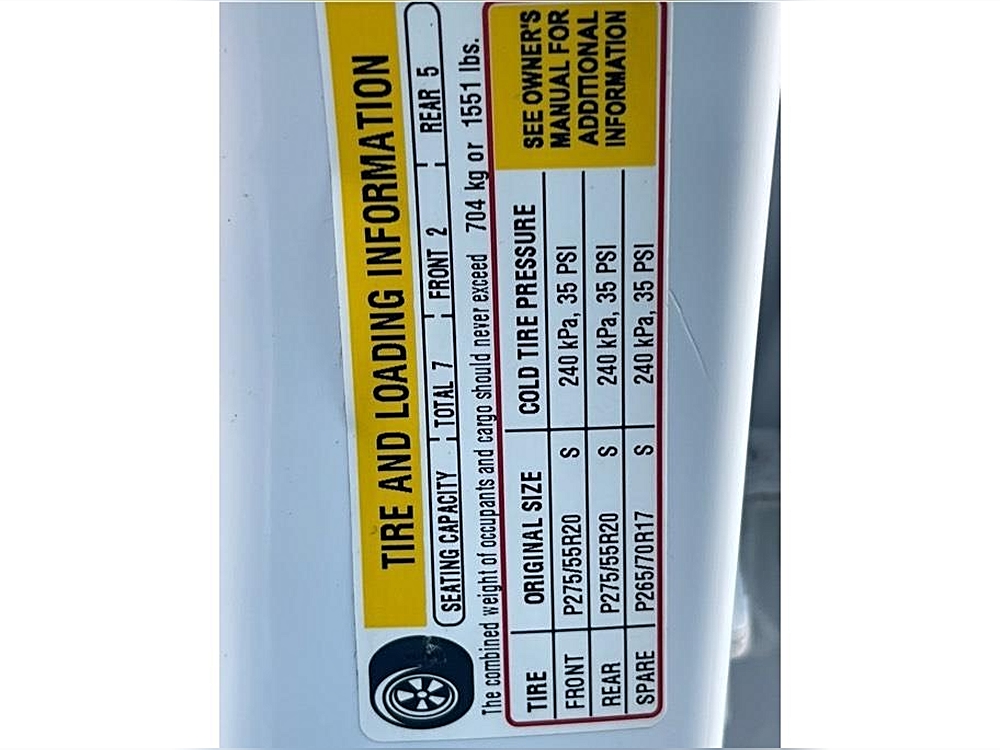 TIRE AND LOADING INFORMATION
SEATING CAPACITY TOTAL 7 FRONT 2 REAR 5
The combined weight of occupants and cargo should never exceed 704 kg or 1551 lbs.
TIRE ORIGINAL SIZE COLD TIRE PRESSURE
FRONT P275/55R20 S 240 kPa, 35 PSI
REAR P275/55R20 S 240 kPa, 35 PSI
SPARE P265/70R17 S 240 kPa, 35 PSI
SEE OWNER'S
MANUAL FOR
ADDITIONAL
INFORMATION